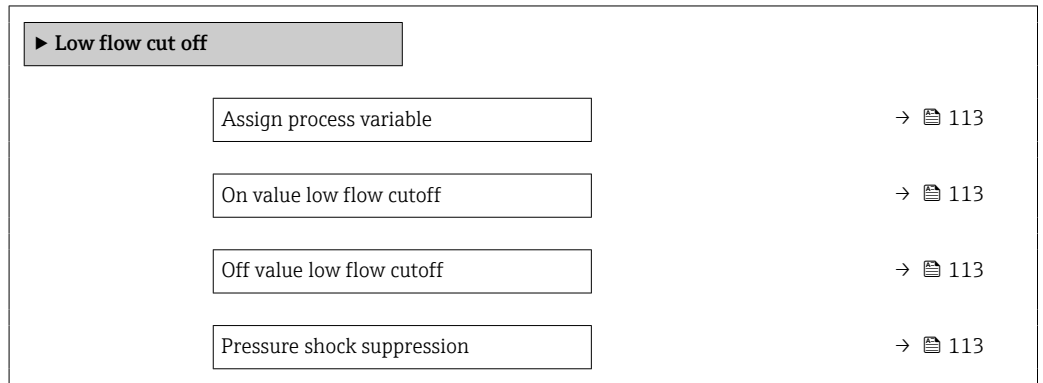 ► Low flow cut off
Assign process variable → 113
On value low flow cutoff → 113
Off value low flow cutoff → 113
Pressure shock suppression → 113